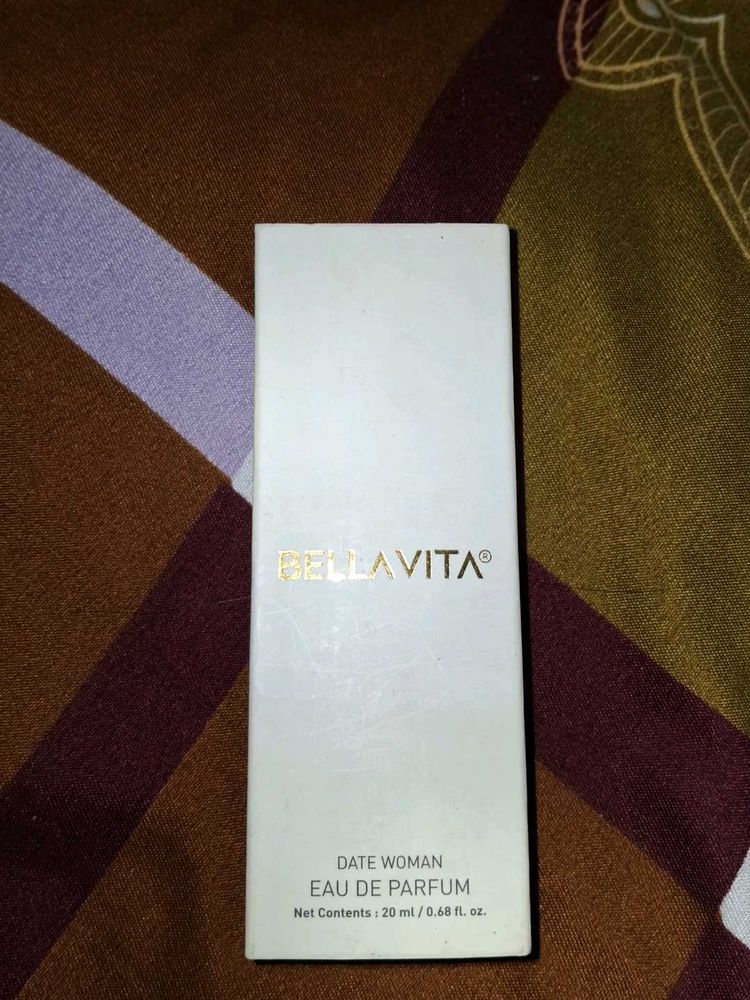 BELLAVITA®
DATE WOMAN
EAU DE PARFUM
Net Contents : 20 ml / 0.68 fl. oz.